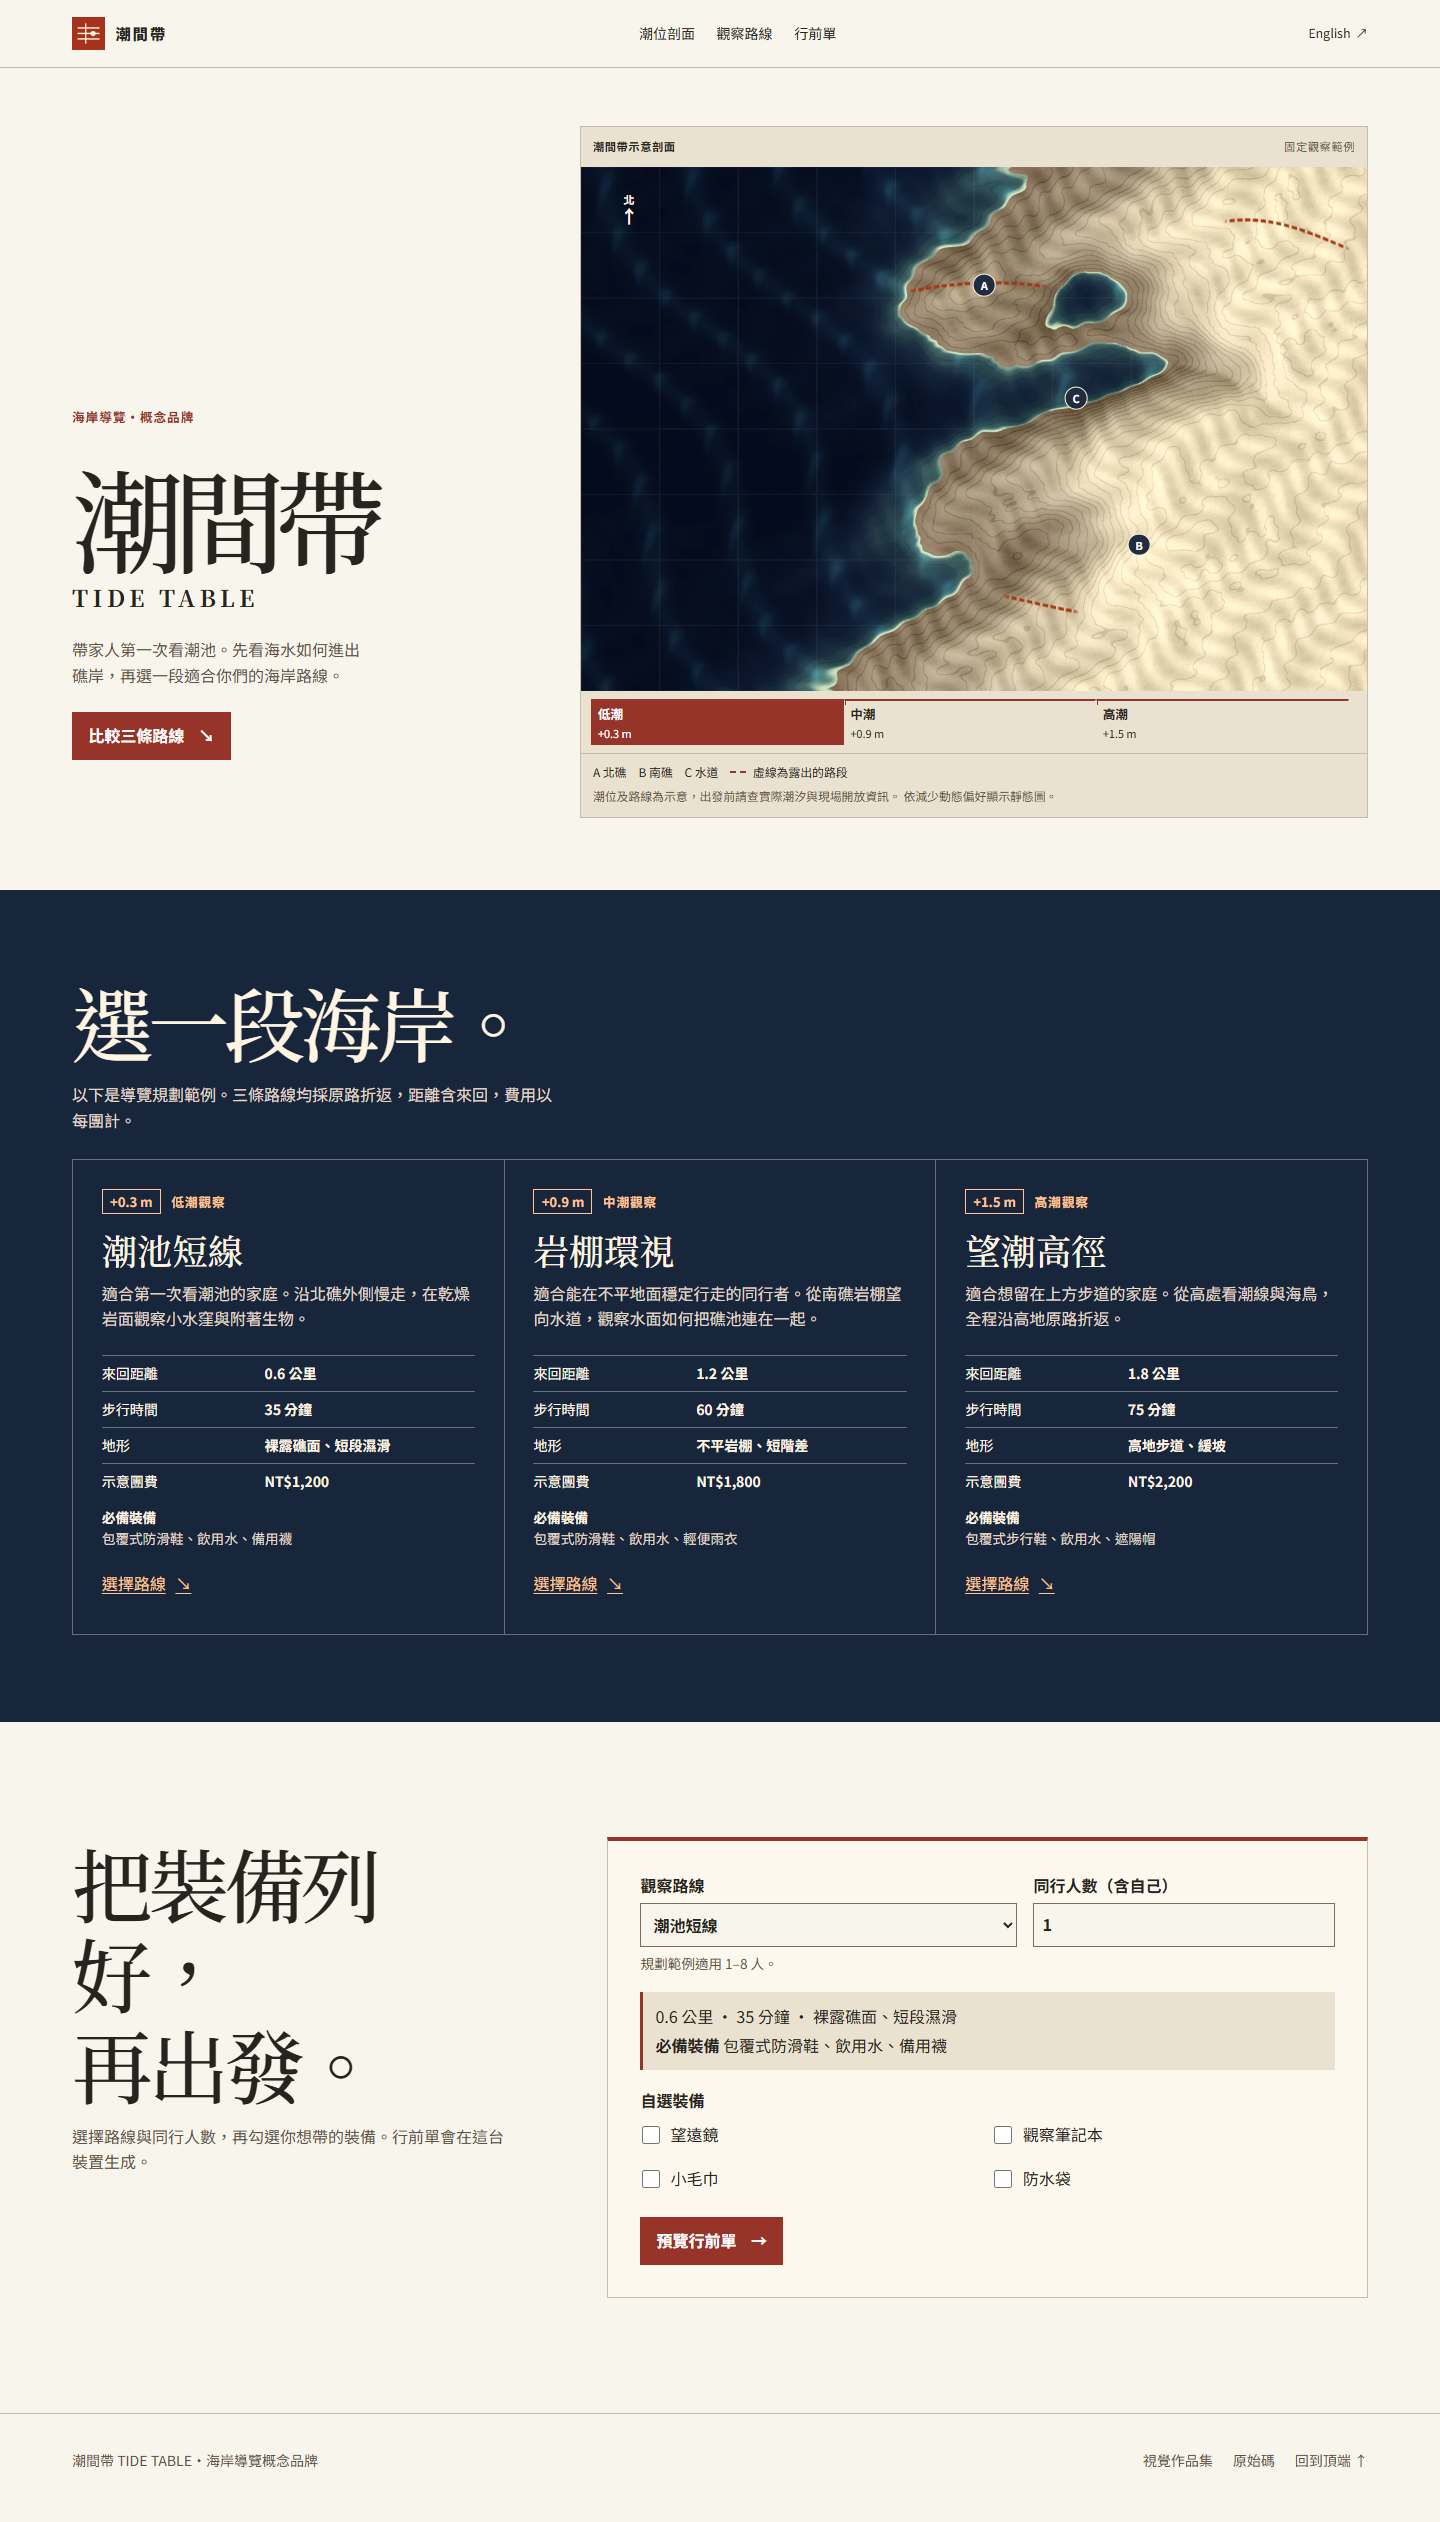 潮間帶
潮位剖面 觀察路線 行前單
English ↗
潮間帶示意剖面
固定觀察範例
北
A
C
B
海岸導覽・概念品牌
潮間帶
TIDE TABLE
帶家人第一次看潮池。先看海水如何進出
礁岸，再選一段適合你們的海岸路線。
比較三條路線 ↘
低潮
+0.3 m
中潮
+0.9 m
高潮
+1.5 m
A 北礁 B 南礁 C 水道 虛線為露出的路段
潮位及路線為示意，出發前請查實際潮汐與現場開放資訊。 依減少動態偏好顯示靜態圖。
選一段海岸。
以下是導覽規劃範例。三條路線均採原路折返，距離含來回，費用以
每團計。
+0.3 m 低潮觀察
潮池短線
適合第一次看潮池的家庭。沿北礁外側慢走，在乾燥
岩面觀察小水窪與附著生物。
來回距離 0.6 公里
步行時間 35 分鐘
地形 裸露礁面、短段濕滑
示意團費 NT$1,200
必備裝備
包覆式防滑鞋、飲用水、備用襪
選擇路線 ↘
+0.9 m 中潮觀察
岩棚環視
適合能在不平地面穩定行走的同行者。從南礁岩棚望
向水道，觀察水面如何把礁池連在一起。
來回距離 1.2 公里
步行時間 60 分鐘
地形 不平岩棚、短階差
示意團費 NT$1,800
必備裝備
包覆式防滑鞋、飲用水、輕便雨衣
選擇路線 ↘
+1.5 m 高潮觀察
望潮高徑
適合想留在上方步道的家庭。從高處看潮線與海鳥，
全程沿高地原路折返。
來回距離 1.8 公里
步行時間 75 分鐘
地形 高地步道、緩坡
示意團費 NT$2,200
必備裝備
包覆式步行鞋、飲用水、遮陽帽
選擇路線 ↘
把裝備列
好，
再出發。
選擇路線與同行人數，再勾選你想帶的裝備。行前單會在這台
裝置生成。
觀察路線
潮池短線
同行人數（含自己）
1
規劃範例適用 1–8 人。
0.6 公里 ・ 35 分鐘 ・ 裸露礁面、短段濕滑
必備裝備 包覆式防滑鞋、飲用水、備用襪
自選裝備
望遠鏡
觀察筆記本
小毛巾
防水袋
預覽行前單 →
潮間帶 TIDE TABLE・海岸導覽概念品牌
視覺作品集 原始碼 回到頂端 ↑